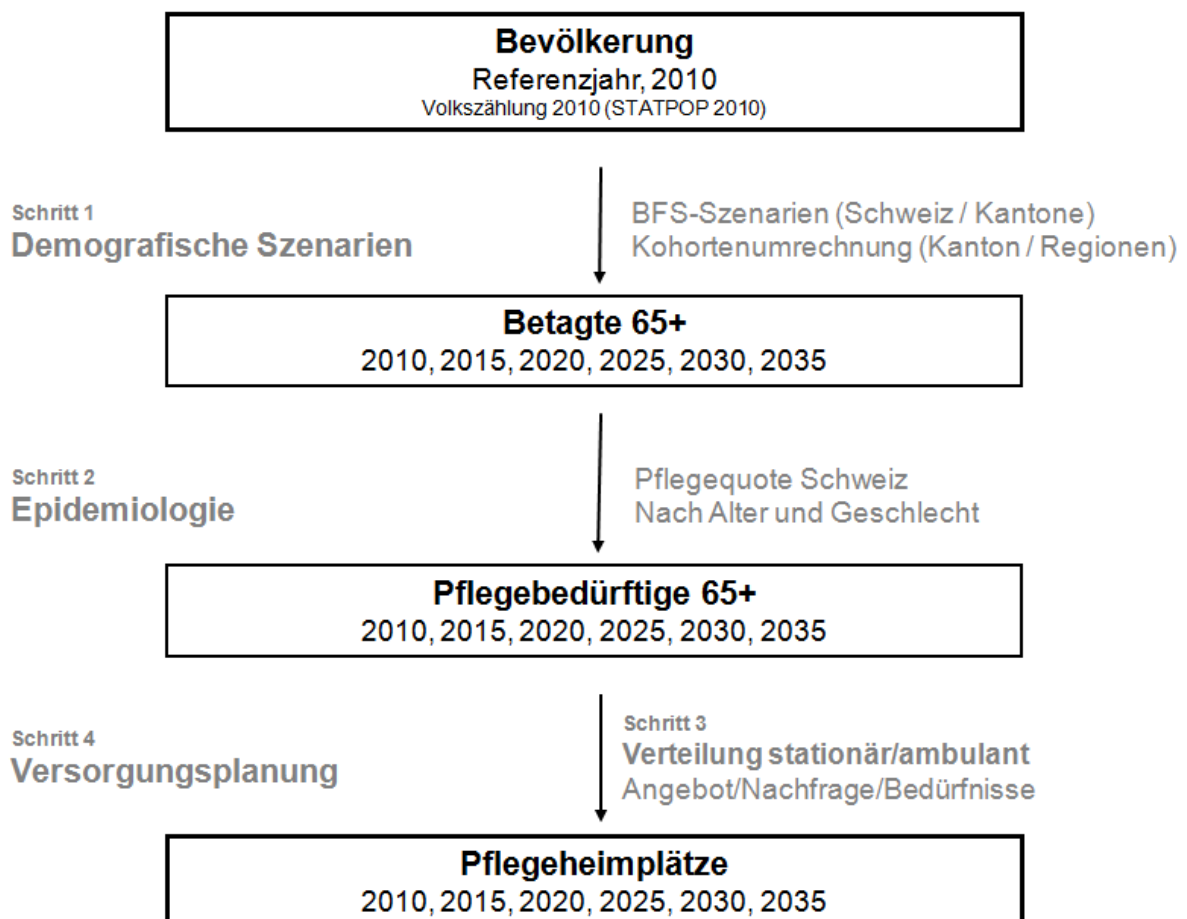 Bevölkerung
Referenzjahr, 2010
Volkszählung 2010 (STATPOP 2010)
Schritt 1
Demografische Szenarien
BFS-Szenarien (Schweiz / Kantone)
Kohortenumrechnung (Kanton / Regionen)
Betagte 65+
2010, 2015, 2020, 2025, 2030, 2035
Schritt 2
Epidemiologie
Pflegequote Schweiz
Nach Alter und Geschlecht
Pflegebedürftige 65+
2010, 2015, 2020, 2025, 2030, 2035
Schritt 4
Versorgungsplanung
Schritt 3
Verteilung stationär/ambulant
Angebot/Nachfrage/Bedürfnisse
Pflegeheimplätze
2010, 2015, 2020, 2025, 2030, 2035